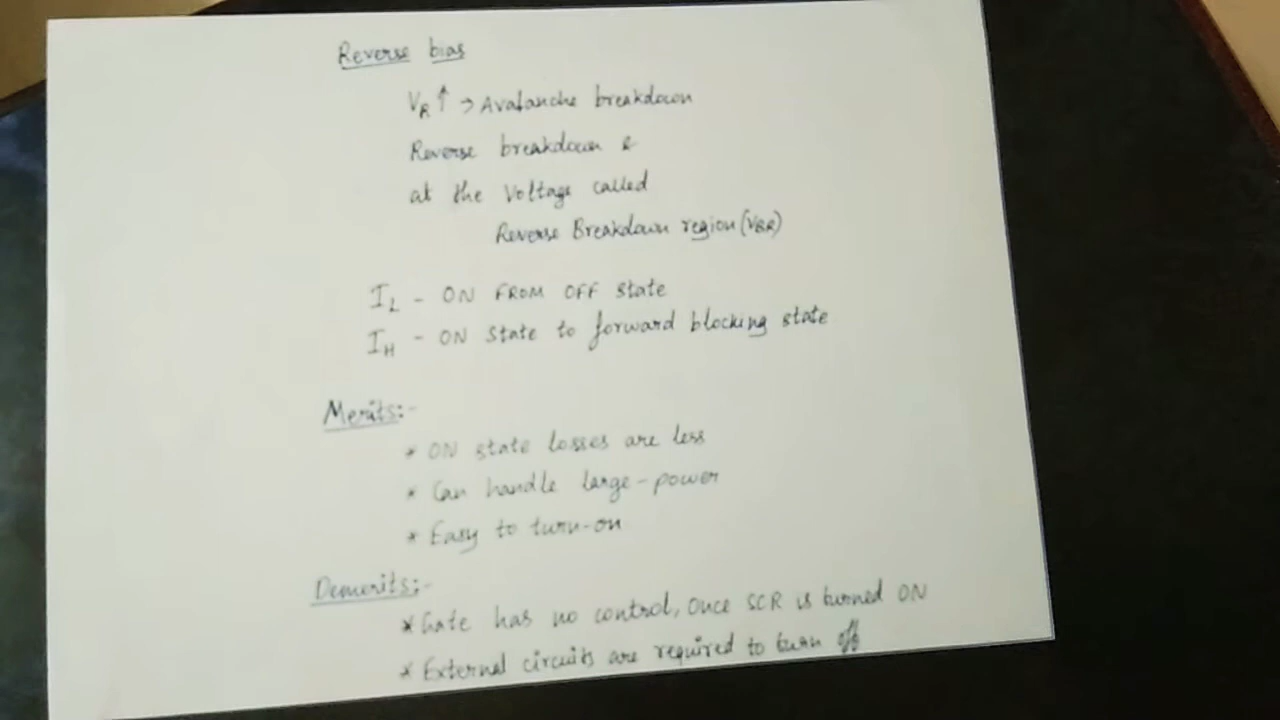 Reverse bias
VR↑ → Avalanche breakdown
Reverse breakdown &
at the voltage called
Reverse Breakdown region (VBR)
IL - ON FROM OFF state
IH - ON state to forward blocking state
Merits:-
* ON state losses are less
* Can handle large-power
* Easy to turn-on
Demerits:-
* Gate has no control, once SCR is turned ON
* External circuits are required to turn off